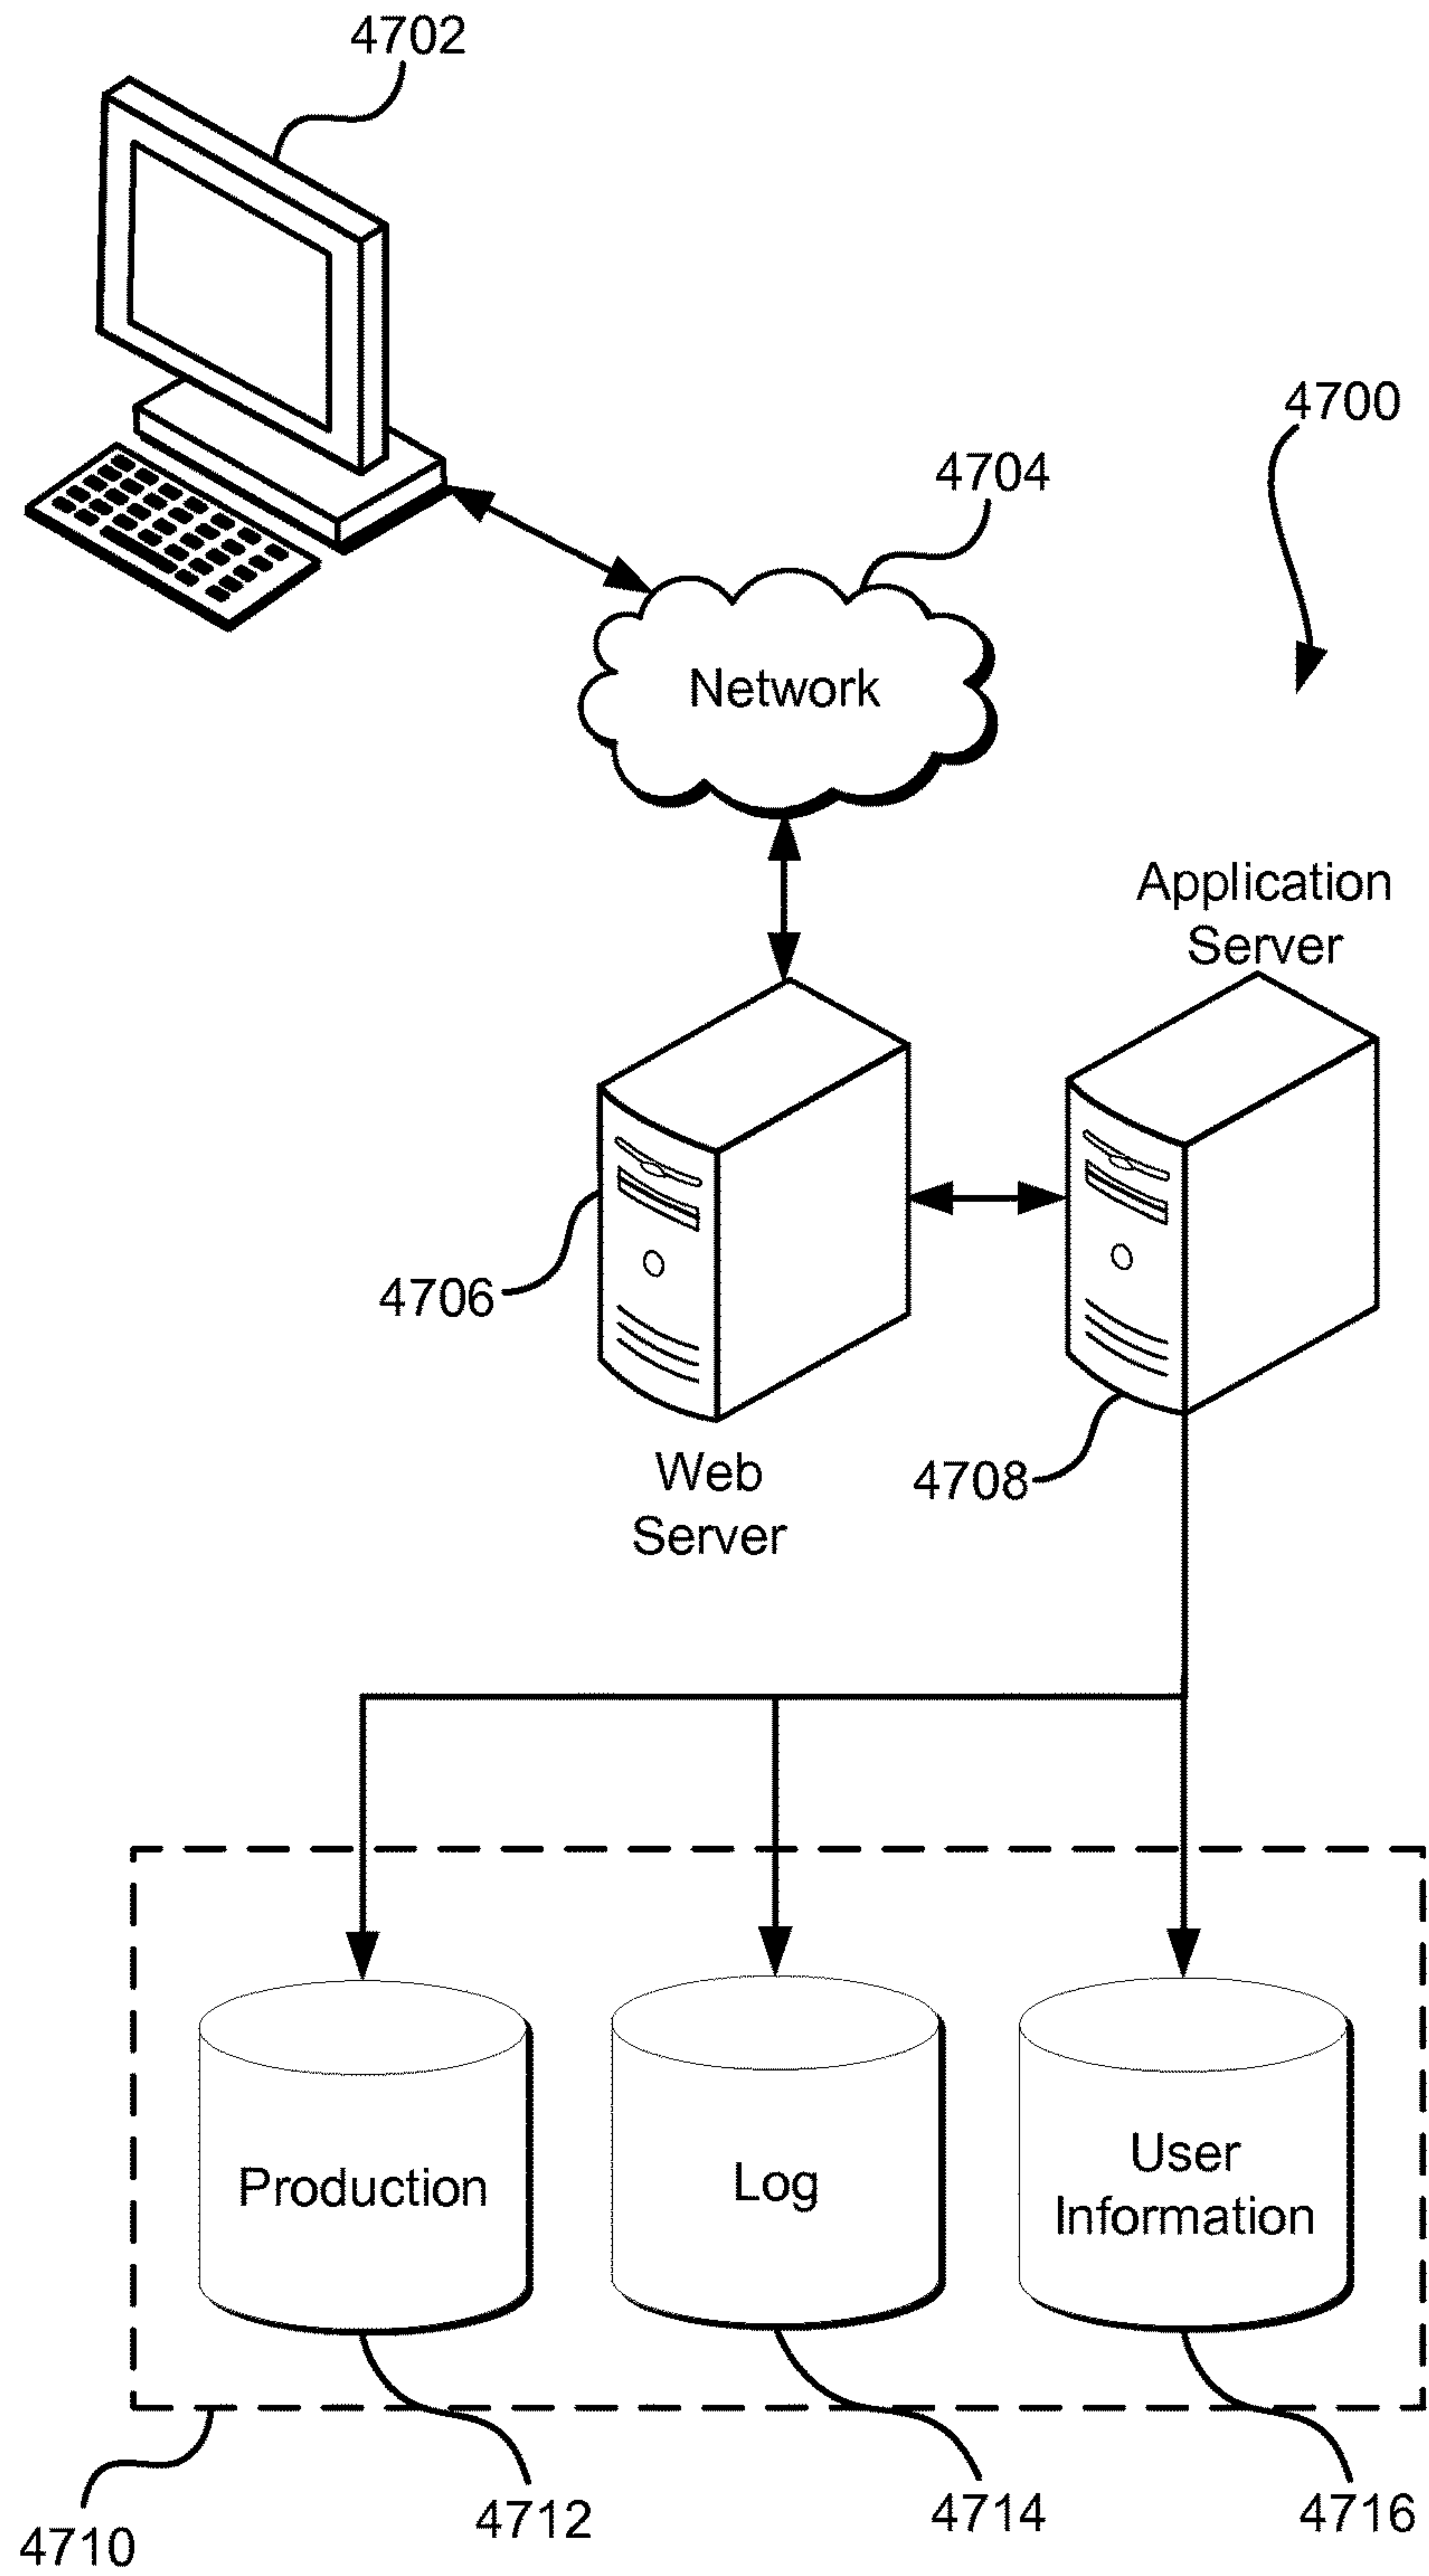 4702
4700
4704
Network
Application
Server
4706
Web
Server
4708
Production
Log
User
Information
4710
4712
4714
4716